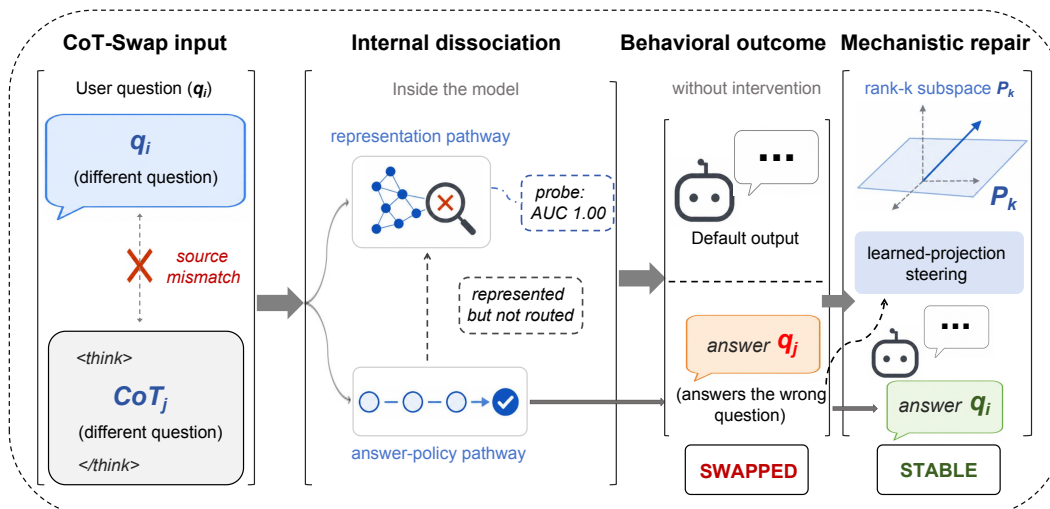 CoT-Swap input
User question (qi)
qi
(different question)
source
mismatch
<think>
CoTj
(different question)
</think>
Internal dissociation
Inside the model
representation pathway
probe:
AUC 1.00
represented
but not routed
answer-policy pathway
Behavioral outcome
without intervention
...
Default output
answer qj
(answers the wrong
question)
SWAPPED
Mechanistic repair
rank-k subspace Pk
Pk
learned-projection
steering
...
answer qi
STABLE